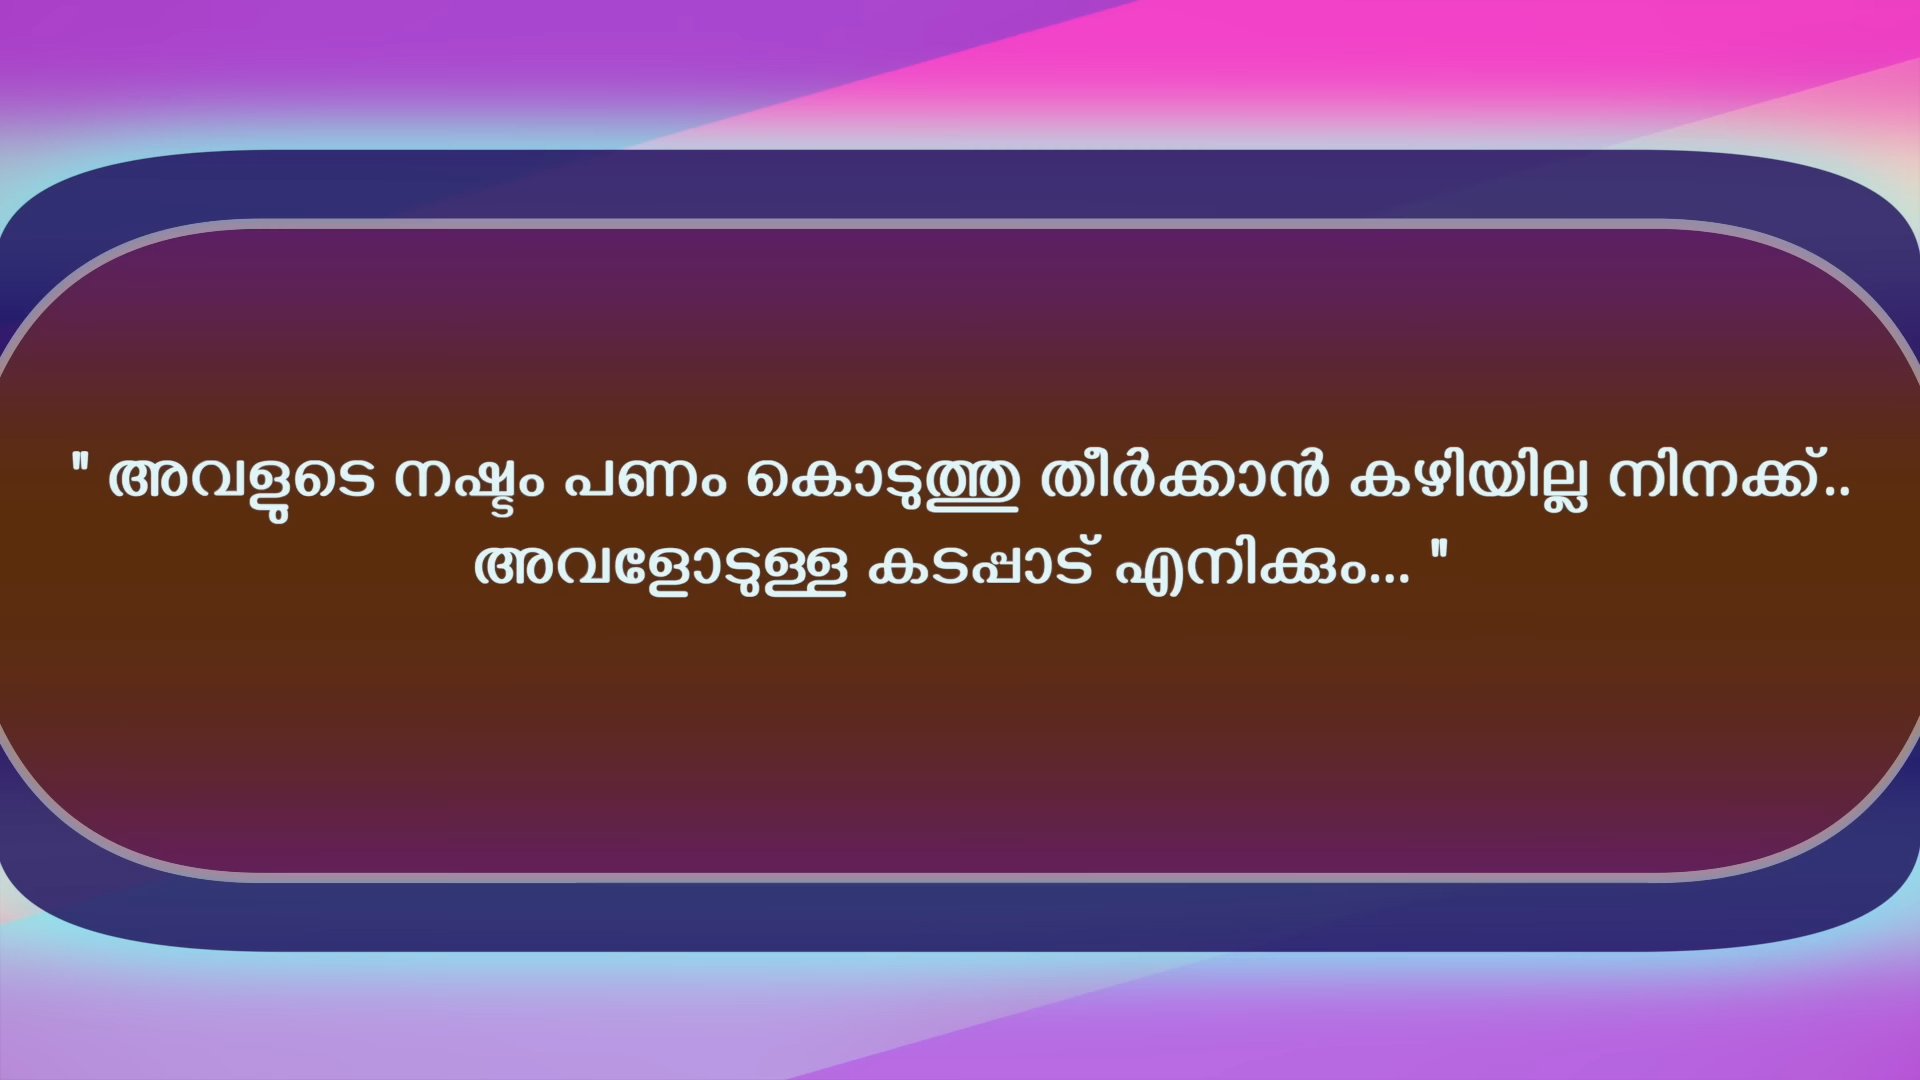 " അവളുടെ നഷ്ടം പണം കൊടുത്തു തീർക്കാൻ കഴിയില്ല നിനക്ക്..
അവളോടുള്ള കടപ്പാട് എനിക്കും... "